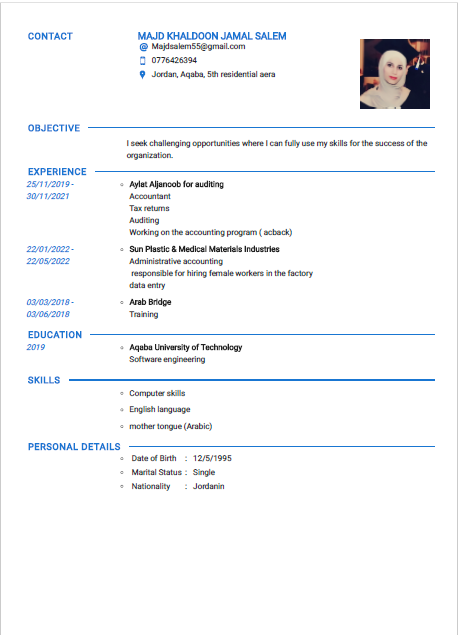 CONTACT
MAJD KHALDOON JAMAL SALEM
Majdsalem55@gmail.com
0776426394
Jordan, Aqaba, 5th residential aera
OBJECTIVE
I seek challenging opportunities where I can fully use my skills for the success of the
organization.
EXPERIENCE
25/11/2019 -
30/11/2021
Aylat Aljanoob for auditing
Accountant
Tax returns
Auditing
Working on the accounting program ( acback)
22/01/2022 -
22/05/2022
Sun Plastic & Medical Materials Industries
Administrative accounting
responsible for hiring female workers in the factory
data entry
03/03/2018 -
03/06/2018
Arab Bridge
Training
EDUCATION
2019
Aqaba University of Technology
Software engineering
SKILLS
Computer skills
English language
mother tongue (Arabic)
PERSONAL DETAILS
Date of Birth : 12/5/1995
Marital Status : Single
Nationality : Jordanin